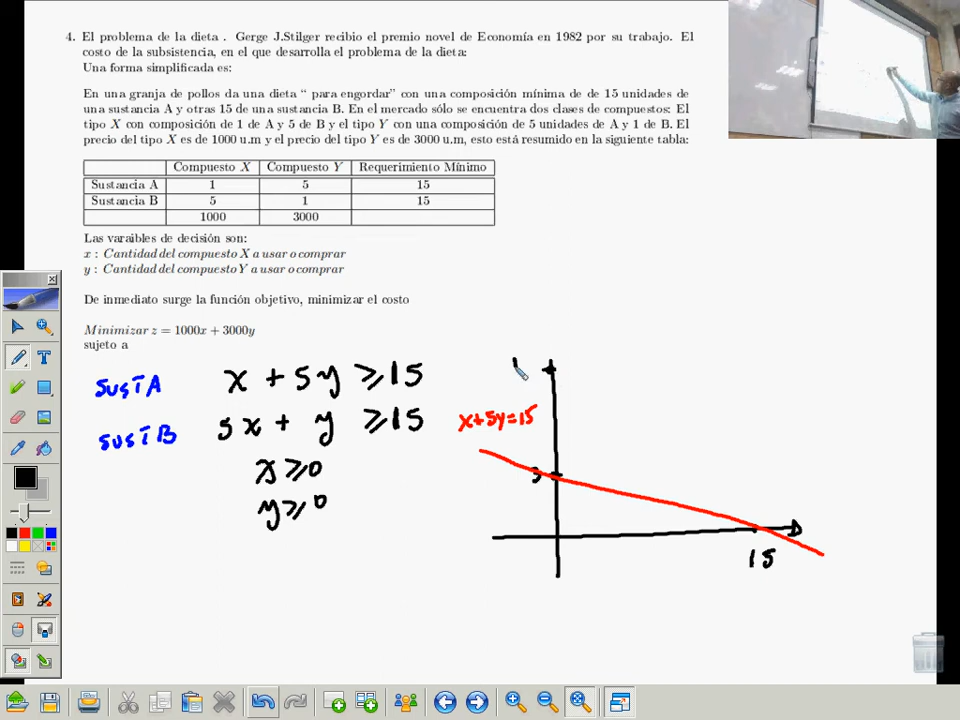 4. El problema de la dieta . Gerge J.Stilger recibio el premio novel de Economía en 1982 por su trabajo. El
costo de la subsistencia, en el que desarrolla el problema de la dieta:
Una forma simplificada es:
En una granja de pollos da una dieta “ para engordar” con una composición mínima de de 15 unidades de
una sustancia A y otras 15 de una sustancia B. En el mercado sólo se encuentra dos clases de compuestos: El
tipo X con composición de 1 de A y 5 de B y el tipo Y con una composición de 5 unidades de A y 1 de B. El
precio del tipo X es de 1000 u.m y el precio del tipo Y es de 3000 u.m, esto está resumido en la siguiente tabla:
Compuesto X Compuesto Y Requerimiento Mínimo
Sustancia A 1 5 15
Sustancia B 5 1 15
1000 3000
Las varaibles de decisión son:
x : Cantidad del compuesto X a usar o comprar
y : Cantidad del compuesto Y a usar o comprar
De inmediato surge la función objetivo, minimizar el costo
Minimizar z = 1000x + 3000y
sujeto a
SUST A x + 5y ≥ 15
SUST B 5x + y ≥ 15
x ≥ 0
y ≥ 0
x+5y=15
3
15
T